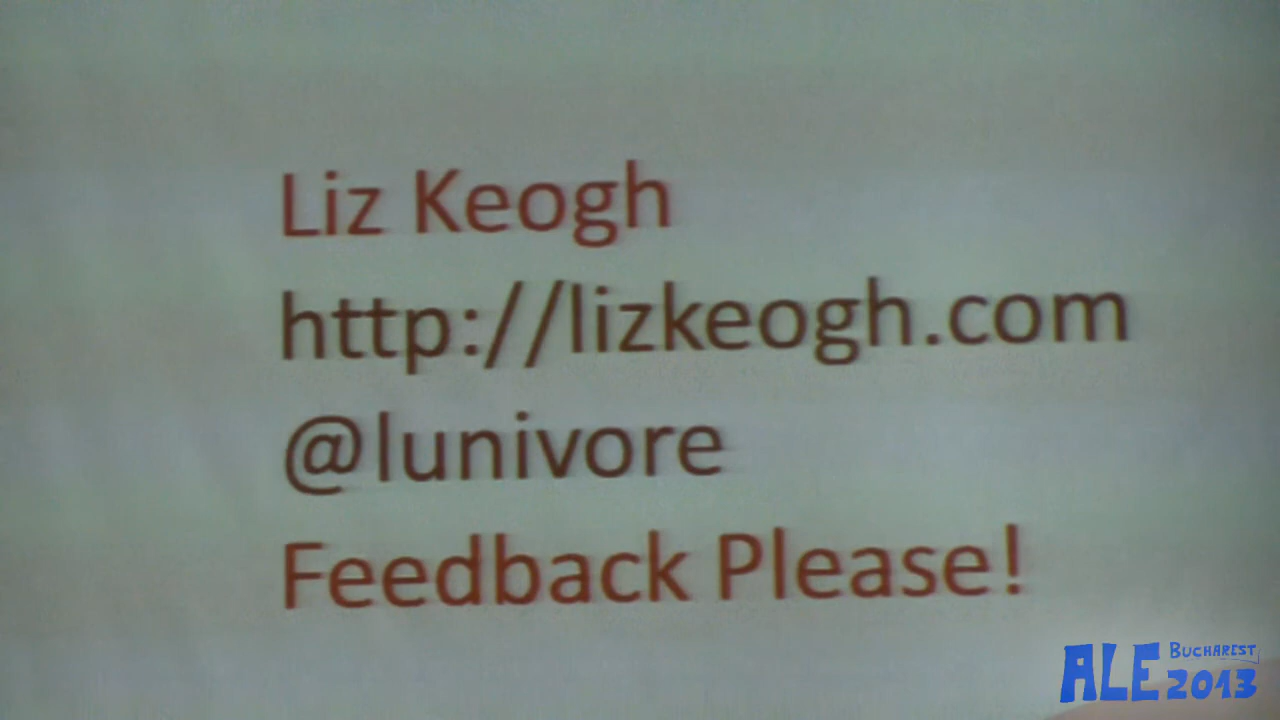 Liz Keogh
http://lizkeogh.com
@lunivore
Feedback Please!
ALE BUCHAREST
2013